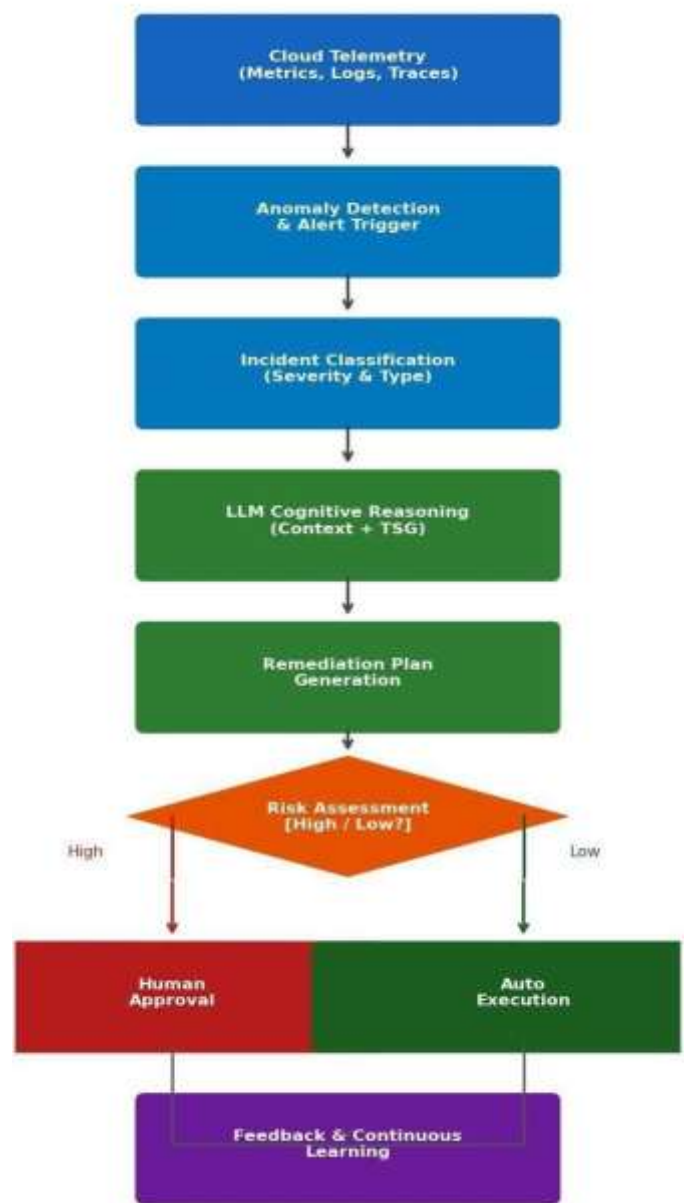 Cloud Telemetry
(Metrics, Logs, Traces)
Anomaly Detection
& Alert Trigger
Incident Classification
(Severity & Type)
LLM Cognitive Reasoning
(Context + TSG)
Remediation Plan
Generation
Risk Assessment
[High / Low?]
High
Low
Human
Approval
Auto
Execution
Feedback & Continuous
Learning